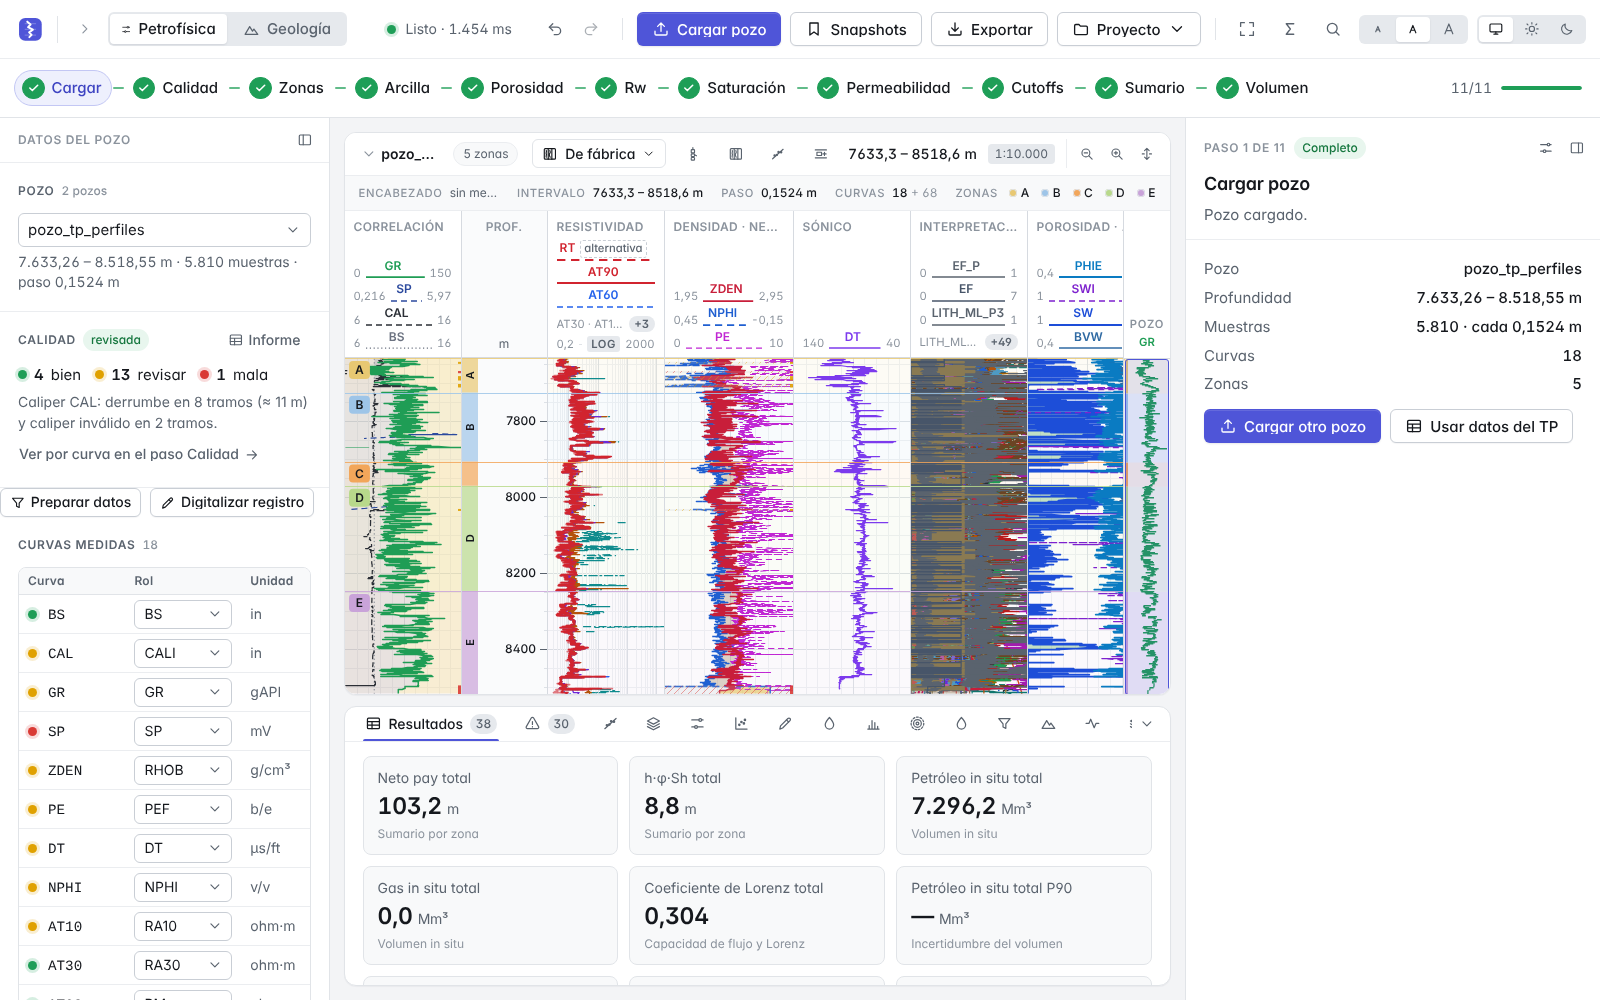 Petrofísica
Geología
Listo · 1.454 ms
Cargar pozo
Snapshots
Exportar
Proyecto
Σ
A
A
A
Cargar
Calidad
Zonas
Arcilla
Porosidad
Rw
Saturación
Permeabilidad
Cutoffs
Sumario
Volumen
11/11
DATOS DEL POZO
POZO 2 pozos
pozo_tp_perfiles
7.633,26 – 8.518,55 m · 5.810 muestras ·
paso 0,1524 m
CALIDAD revisada Informe
4 bien 13 revisar 1 mala
Caliper CAL: derrumbe en 8 tramos (≈ 11 m)
y caliper inválido en 2 tramos.
Ver por curva en el paso Calidad →
Preparar datos
Digitalizar registro
CURVAS MEDIDAS 18
Curva Rol Unidad
BS BS in
CAL CALI in
GR GR gAPI
SP SP mV
ZDEN RHOB g/cm³
PE PEF b/e
DT DT µs/ft
NPHI NPHI v/v
AT10 RA10 ohm·m
AT30 RA30 ohm·m
pozo_... 5 zonas De fábrica 7633,3 – 8518,6 m 1:10.000
ENCABEZADO sin me... INTERVALO 7633,3 – 8518,6 m PASO 0,1524 m CURVAS 18 + 68 ZONAS A B C D E
CORRELACIÓN
0 GR 150
0,216 SP 5,97
6 CAL 16
6 BS 16
PROF.
m
RESISTIVIDAD
RT alternativa
AT90
AT60
AT30 · AT1... +3
0,2 · LOG 2000
DENSIDAD · NE...
1,95 ZDEN 2,95
0,45 NPHI -0,15
0 PE 10
SÓNICO
140 DT 40
INTERPRETAC...
0 EF_P 1
0 EF 7
0 LITH_ML_P3 1
LITH_ML... +49
POROSIDAD ·
0,4 PHIE
1 SWI
1 SW
0,4 BVW
POZO
GR
A
B
C
D
E
A
B
D
E
7800
8000
8200
8400
Resultados 38
30
Neto pay total
103,2 m
Sumario por zona
h·φ·Sh total
8,8 m
Sumario por zona
Petróleo in situ total
7.296,2 Mm³
Volumen in situ
Gas in situ total
0,0 Mm³
Volumen in situ
Coeficiente de Lorenz total
0,304
Capacidad de flujo y Lorenz
Petróleo in situ total P90
— Mm³
Incertidumbre del volumen
PASO 1 DE 11 Completo
Cargar pozo
Pozo cargado.
Pozo pozo_tp_perfiles
Profundidad 7.633,26 – 8.518,55 m
Muestras 5.810 · cada 0,1524 m
Curvas 18
Zonas 5
Cargar otro pozo
Usar datos del TP